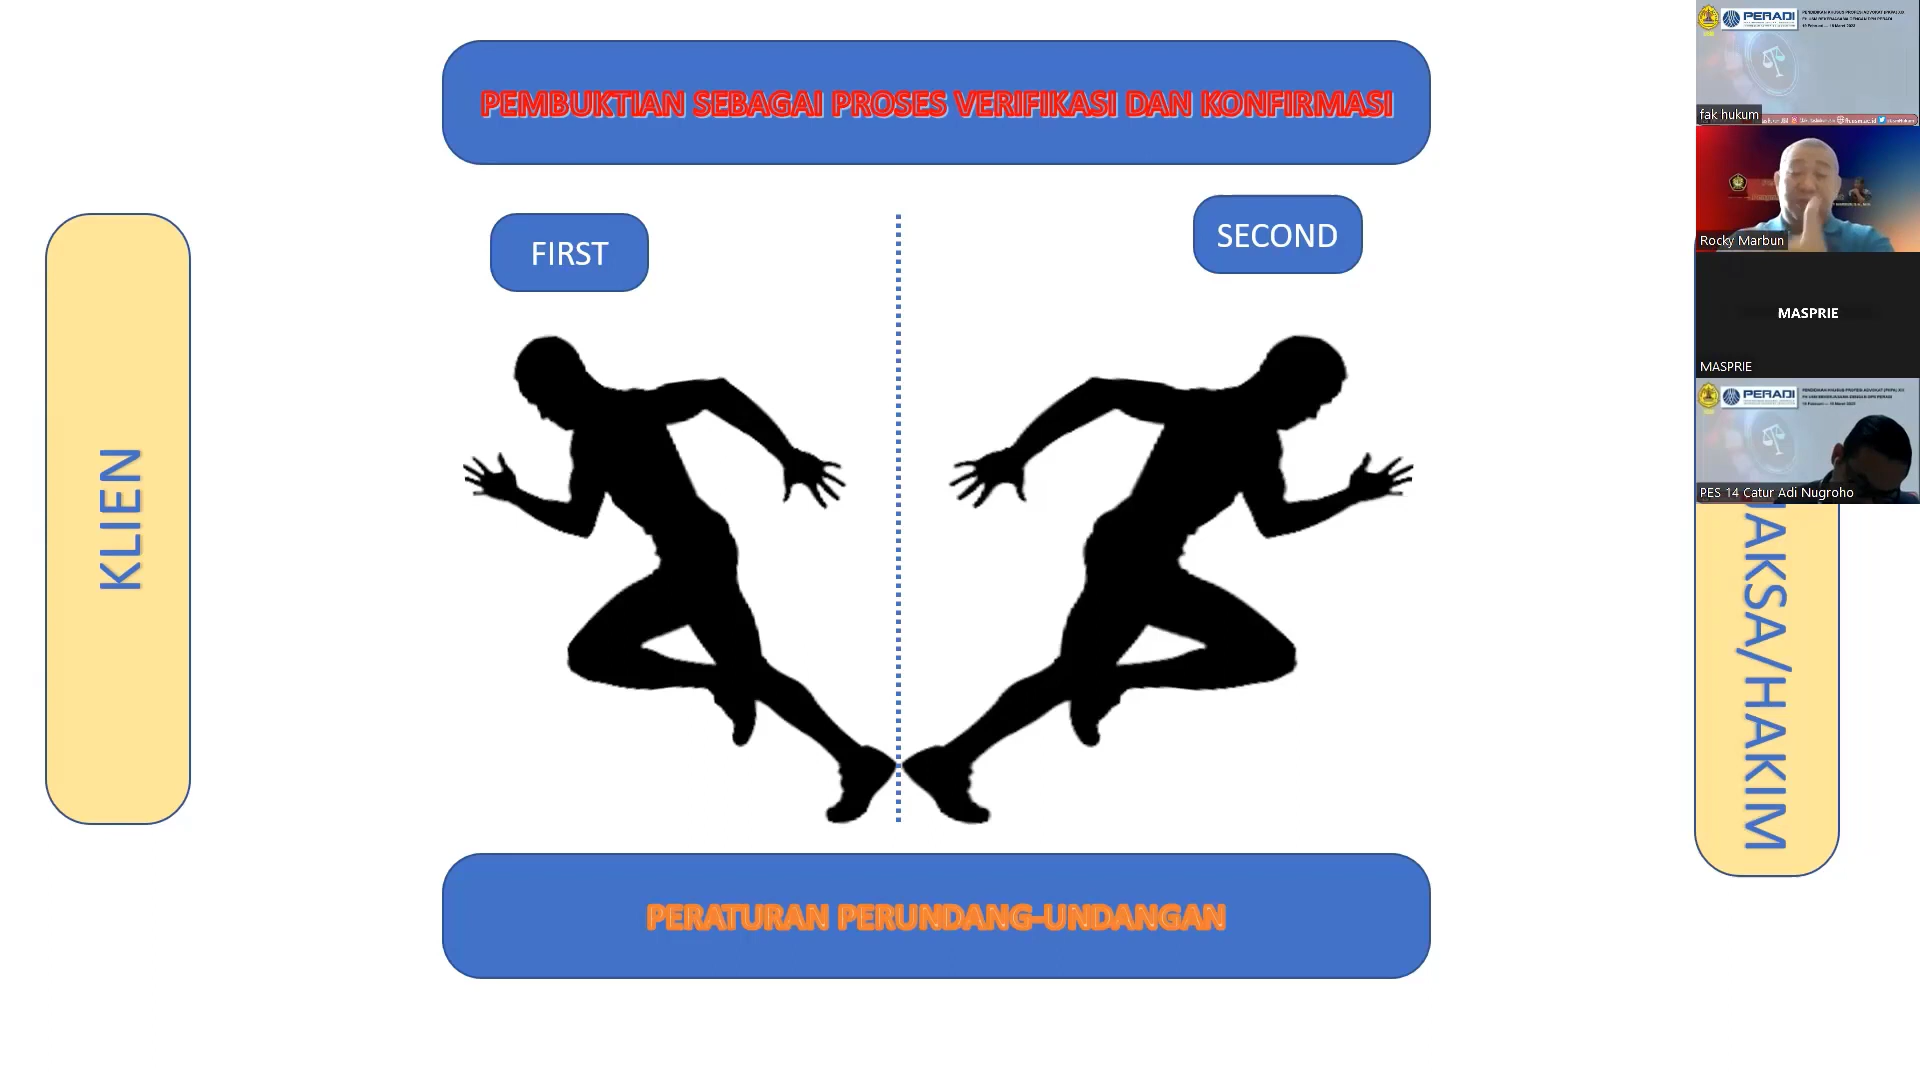 PEMBUKTIAN SEBAGAI PROSES VERIFIKASI DAN KONFIRMASI
FIRST
SECOND
KLIEN
JAKSA/HAKIM
PERATURAN PERUNDANG-UNDANGAN
PERADI
fak hukum
Rocky Marbun
MASPRIE
MASPRIE
PERADI
PES 14 Catur Adi Nugroho